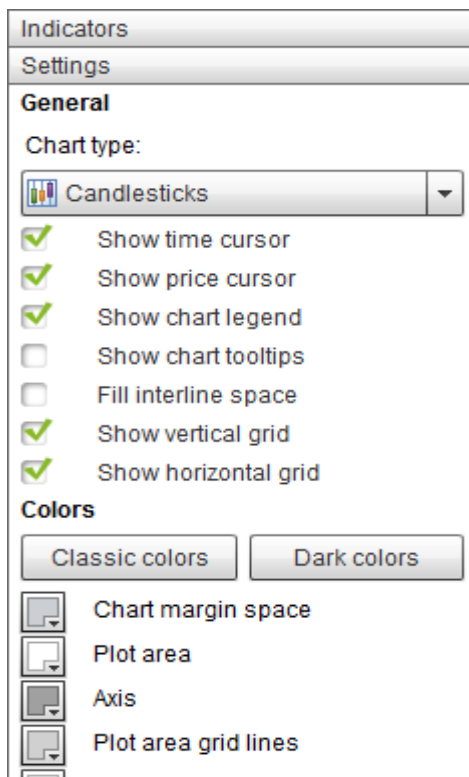 Indicators
Settings
General
Chart type:
Candlesticks
Show time cursor
Show price cursor
Show chart legend
Show chart tooltips
Fill interline space
Show vertical grid
Show horizontal grid
Colors
Classic colors Dark colors
Chart margin space
Plot area
Axis
Plot area grid lines